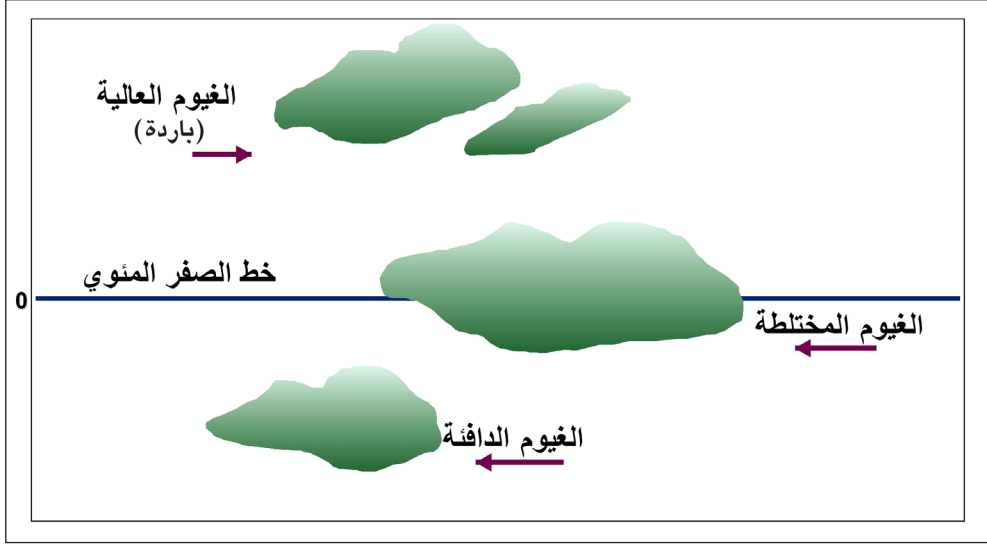 الغيوم العالية
(باردة)
خط الصفر المئوي
0
الغيوم المختلطة
الغيوم الدافئة